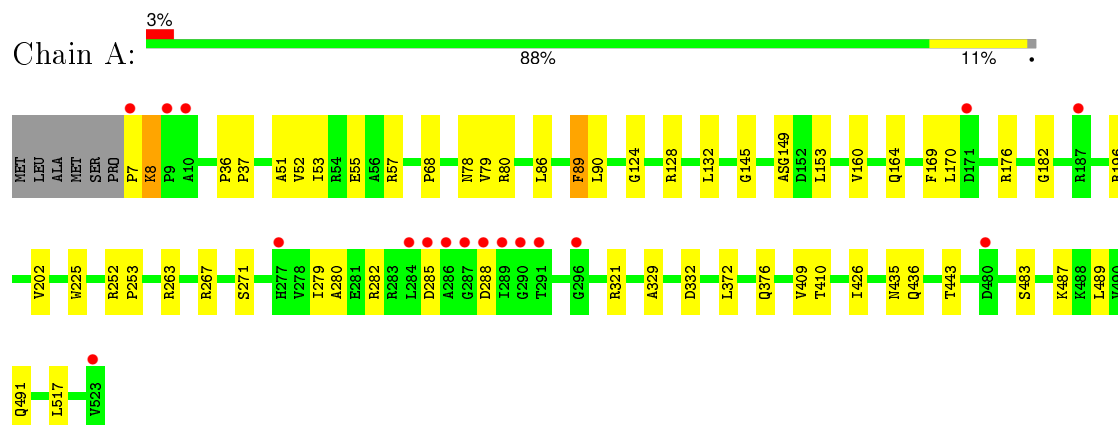 3%
Chain A:
88%
11%
•
MET LEU ALA MET SER PRO P7 K8 P9 A10 P36 P37 A51 V52 I53 R54 E55 A56 R57 P68 N78 V79 R80 L86 F89 L90 G124 R128 L132 G145 ASG149 D152 L153 V160 Q164 F169 L170 D171 R176 G182 R187 R196
V202 W225 R252 P253 R263 R267 S271 H277 V278 I279 A280 E281 R282 R283 L284 D285 A286 G287 D288 I289 G290 T291 G296 R321 A329 D332 L372 Q376 V409 T410 I426 N435 Q436 T443 D480 S483 K487 K488 L489 V490
Q491 L517 V523